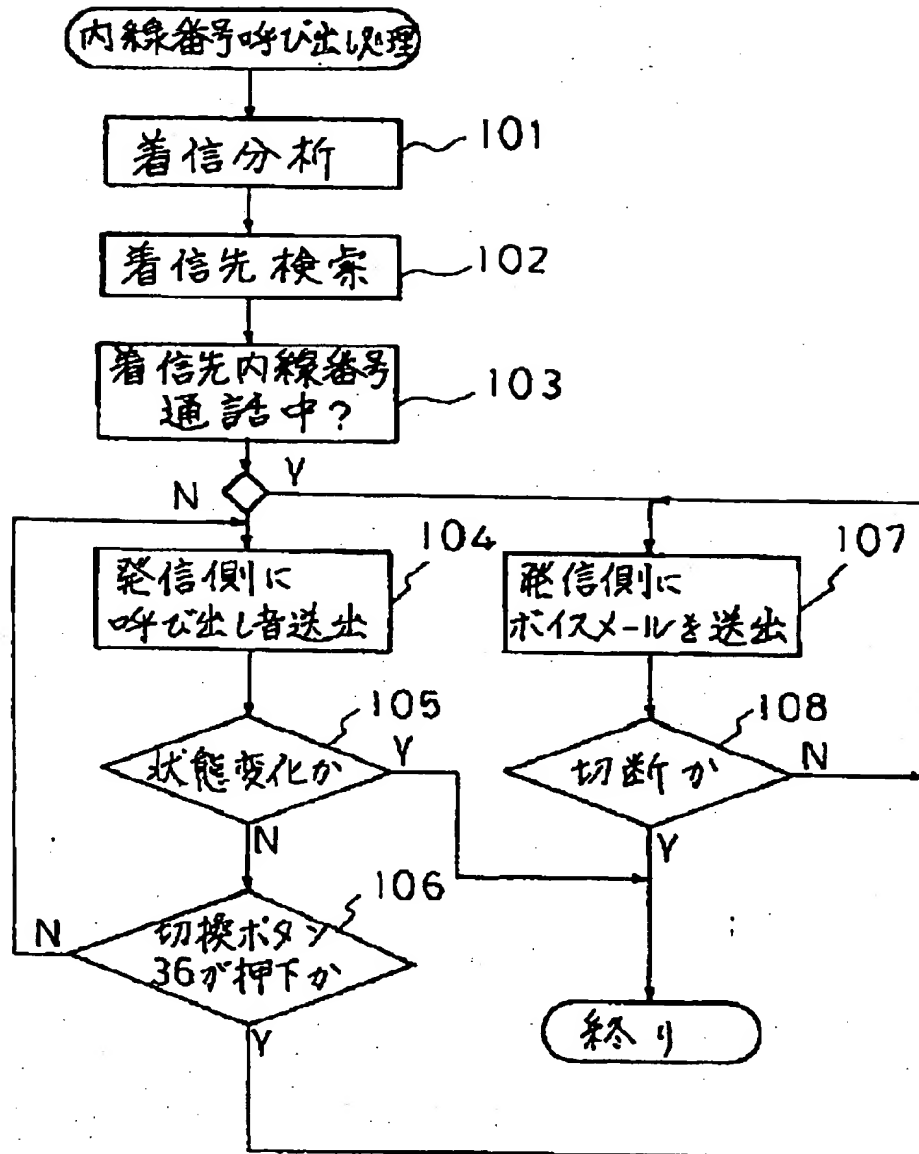 内線番号呼び出し処理
着信分析
101
着信先検索
102
着信先内線番号
通話中?
103
N
Y
104
発信側に
呼び出し音送出
107
発信側に
ボイスメールを送出
105
状態変化か
Y
N
108
切断か
N
Y
106
切換ボタン
36が押下か
N
Y
終り